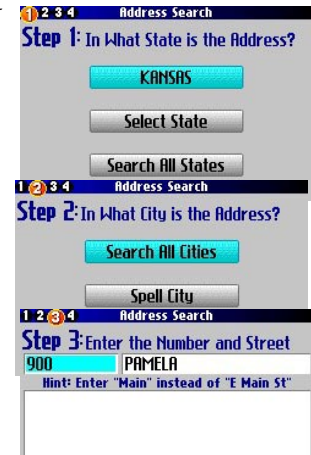 1 2 3 4 Address Search
Step 1: In What State is the Address?
KANSAS
Select State
Search All States
1 2 3 4 Address Search
Step 2: In What City is the Address?
Search All Cities
Spell City
1 2 3 4 Address Search
Step 3: Enter the Number and Street
900 PAMELA
Hint: Enter "Main" instead of "E Main St"